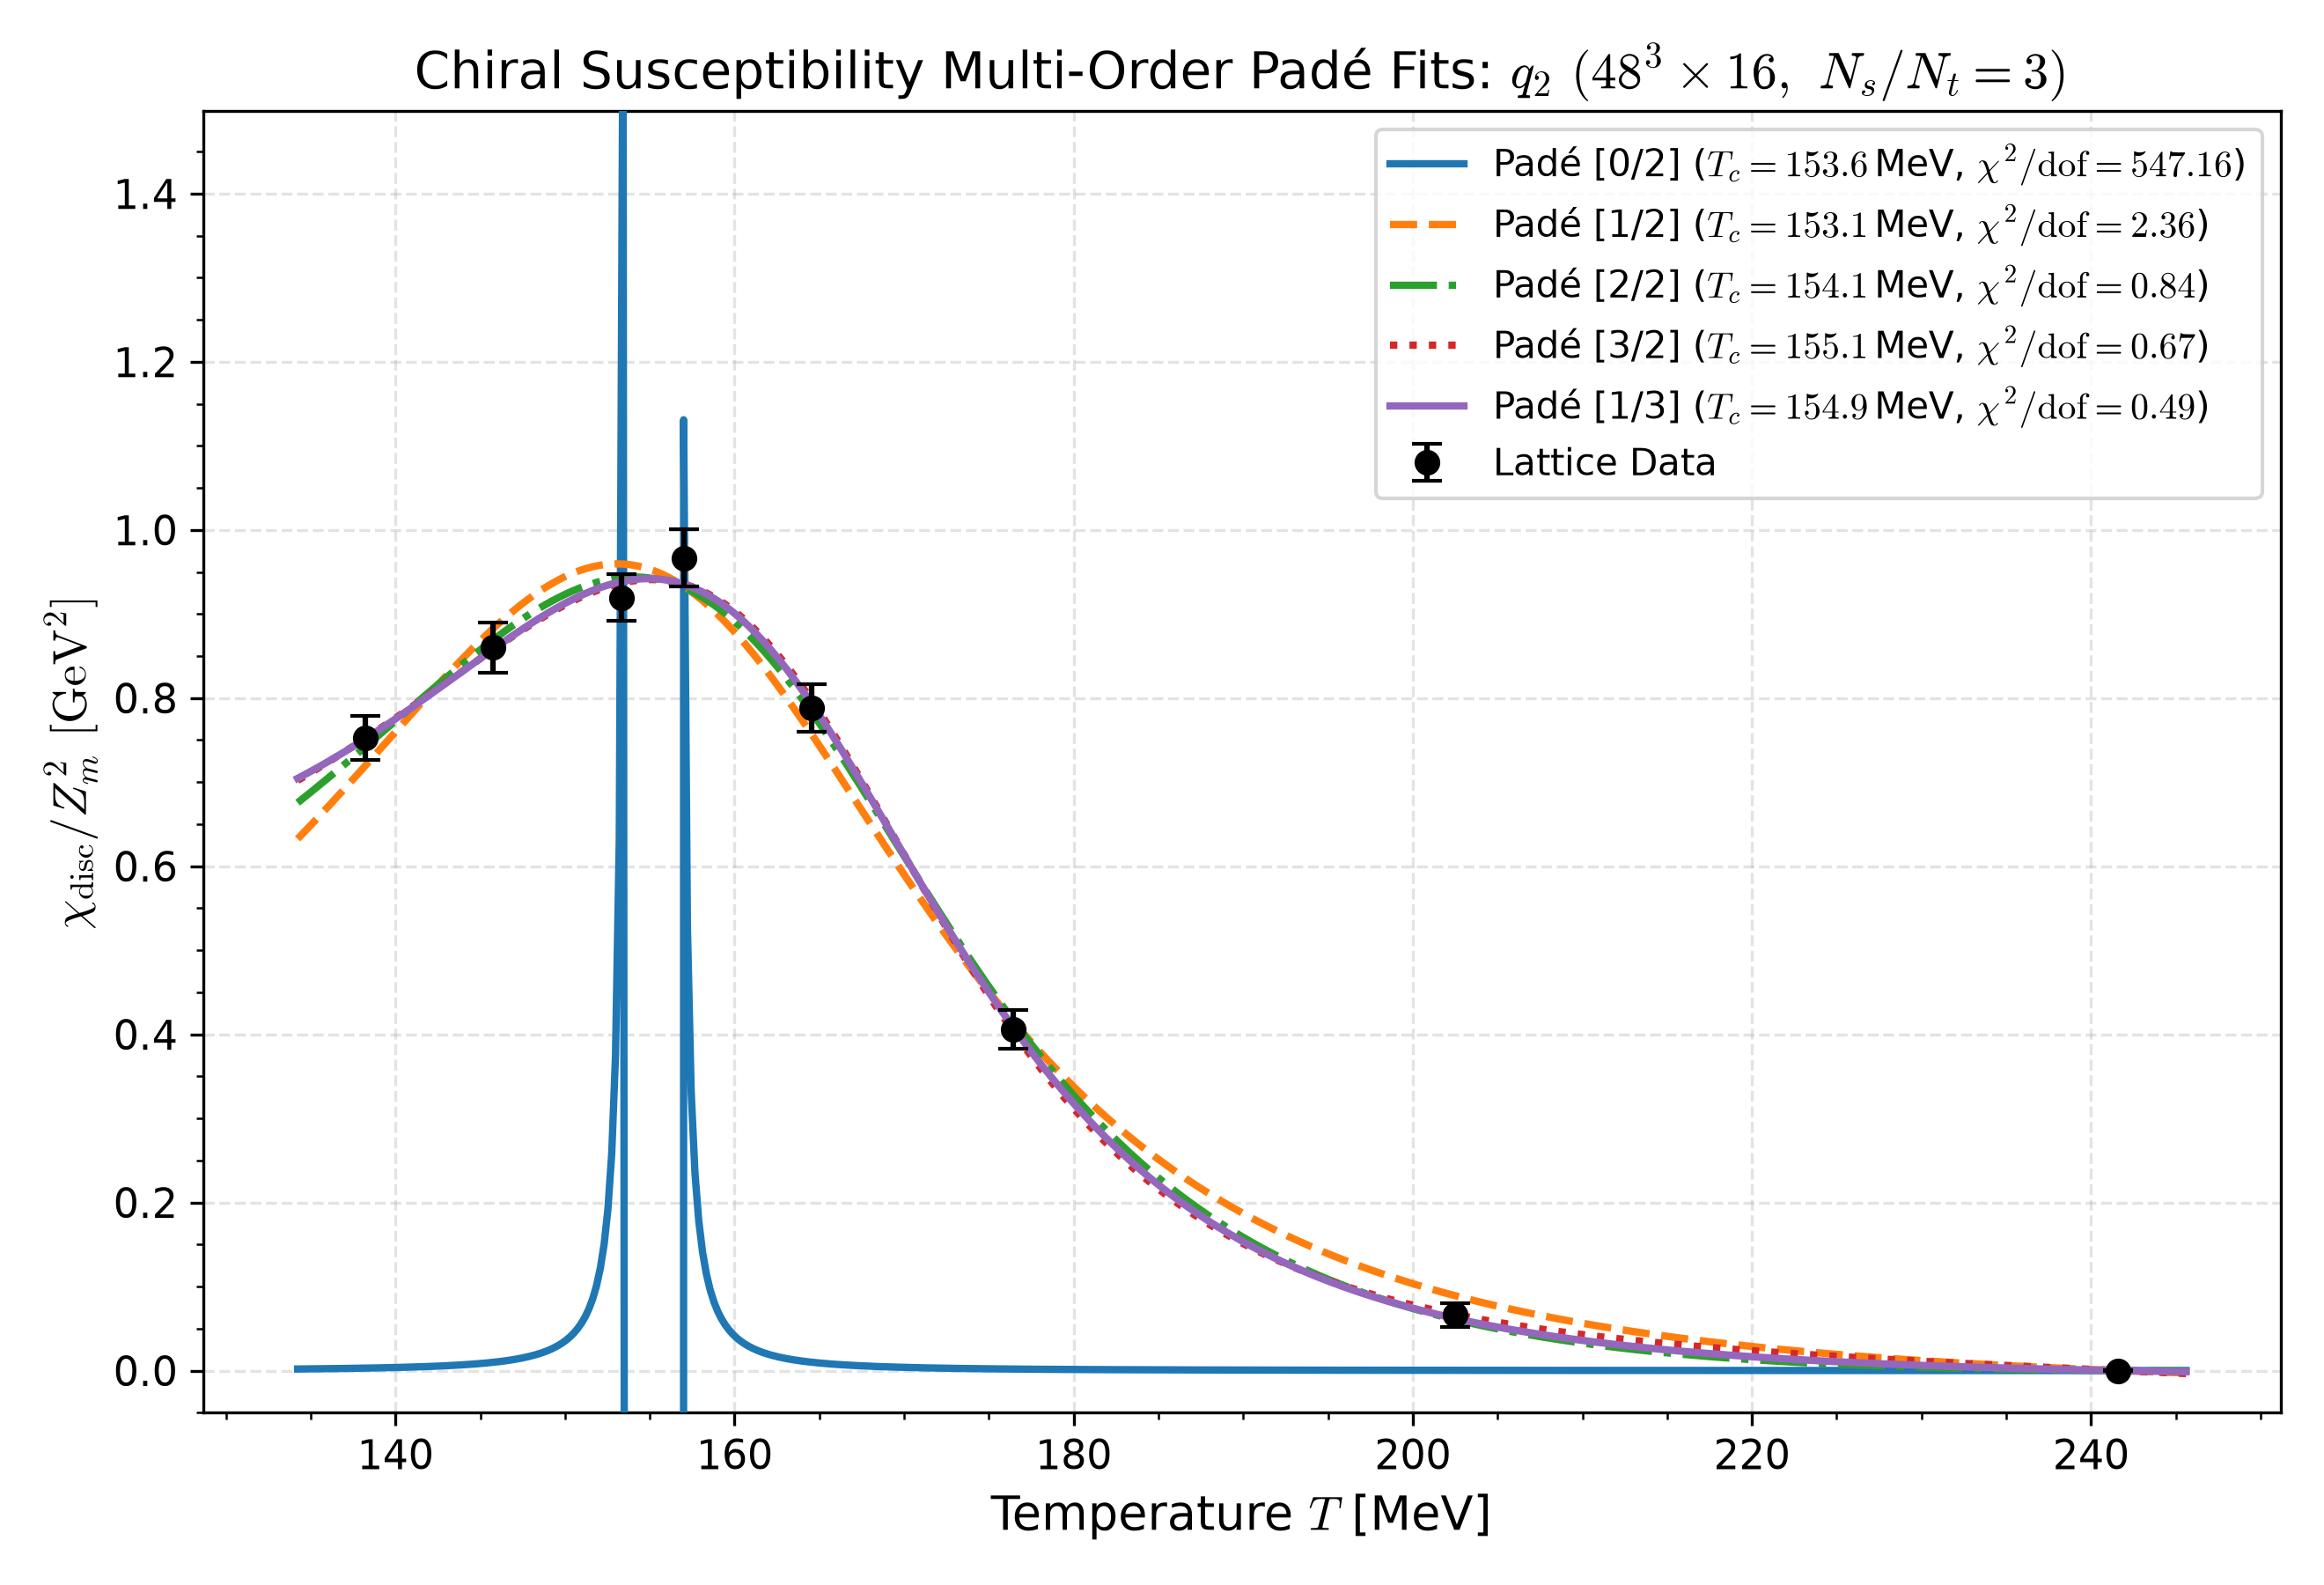 Chiral Susceptibility Multi-Order Padé Fits: q₂ (48³ × 16, Nₛ/Nₜ = 3)
Padé [0/2] (T_c = 153.6 MeV, χ²/dof = 547.16)
Padé [1/2] (T_c = 153.1 MeV, χ²/dof = 2.36)
Padé [2/2] (T_c = 154.1 MeV, χ²/dof = 0.84)
Padé [3/2] (T_c = 155.1 MeV, χ²/dof = 0.67)
Padé [1/3] (T_c = 154.9 MeV, χ²/dof = 0.49)
Lattice Data
χ_disc/Z_m² [GeV²]
1.4
1.2
1.0
0.8
0.6
0.4
0.2
0.0
140 160 180 200 220 240
Temperature T [MeV]